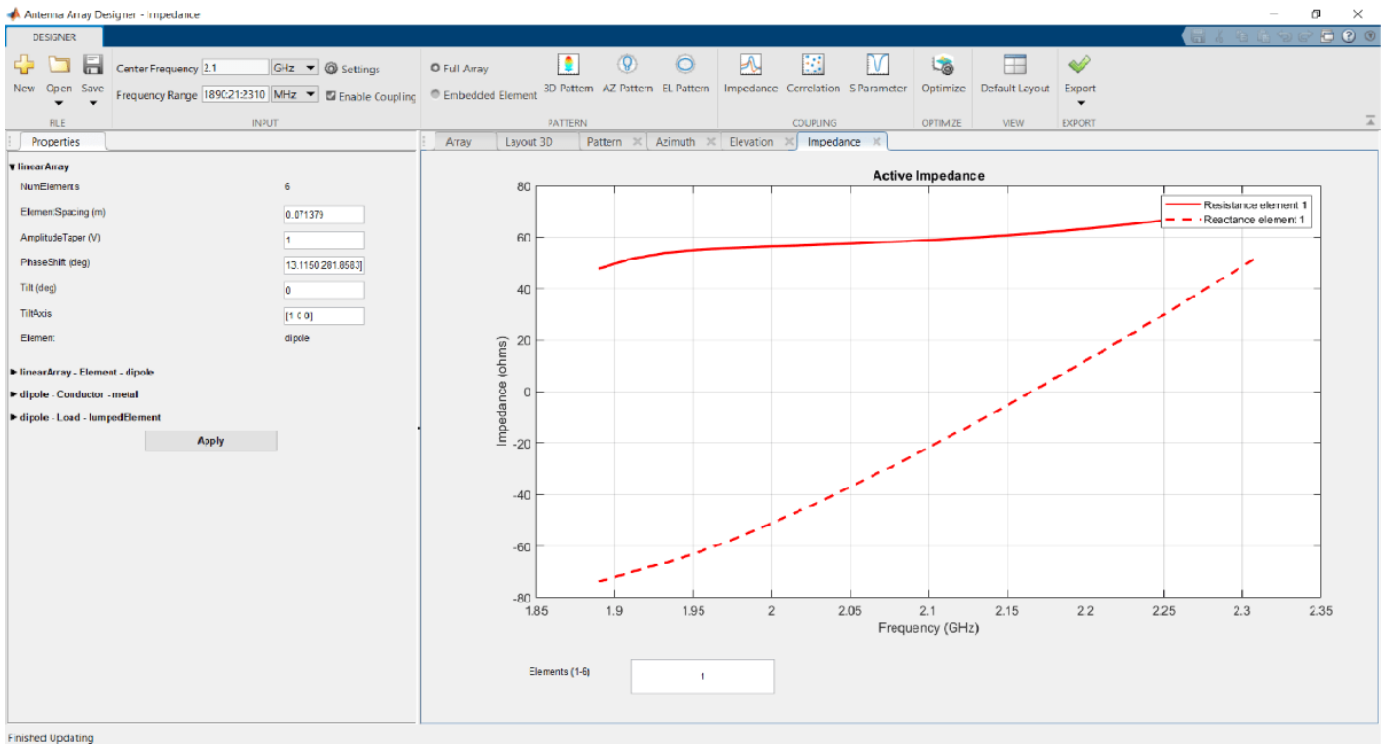 Antenna Array Designer - Impedance
DESIGNER
New Open Save
FILE
Center Frequency 2.1 GHz Settings
Frequency Range 1890:21:2310 MHz Enable Coupling
INPUT
Full Array
Embedded Element
3D Pattern AZ Pattern EL Pattern
PATTERN
Impedance Correlation S Parameter
COUPLING
Optimize
OPTIMIZE
Default Layout
VIEW
Export
EXPORT
Properties
linearArray
NumElements 6
ElementSpacing (m) 0.071379
AmplitudeTaper (V) 1
PhaseShift (deg) 13.1150 281.8583]
Tilt (deg) 0
TiltAxis [1 0 0]
Element dipole
linearArray - Element - dipole
dipole - Conductor - metal
dipole - Load - lumpedElement
Apply
Array Layout 3D Pattern Azimuth Elevation Impedance
Active Impedance
Resistance element 1
Reactance element 1
Impedance (ohms)
80
60
40
20
0
-20
-40
-60
-80
1.85 1.9 1.95 2 2.05 2.1 2.15 2.2 2.25 2.3 2.35
Frequency (GHz)
Elements (1-6) 1
Finished Updating